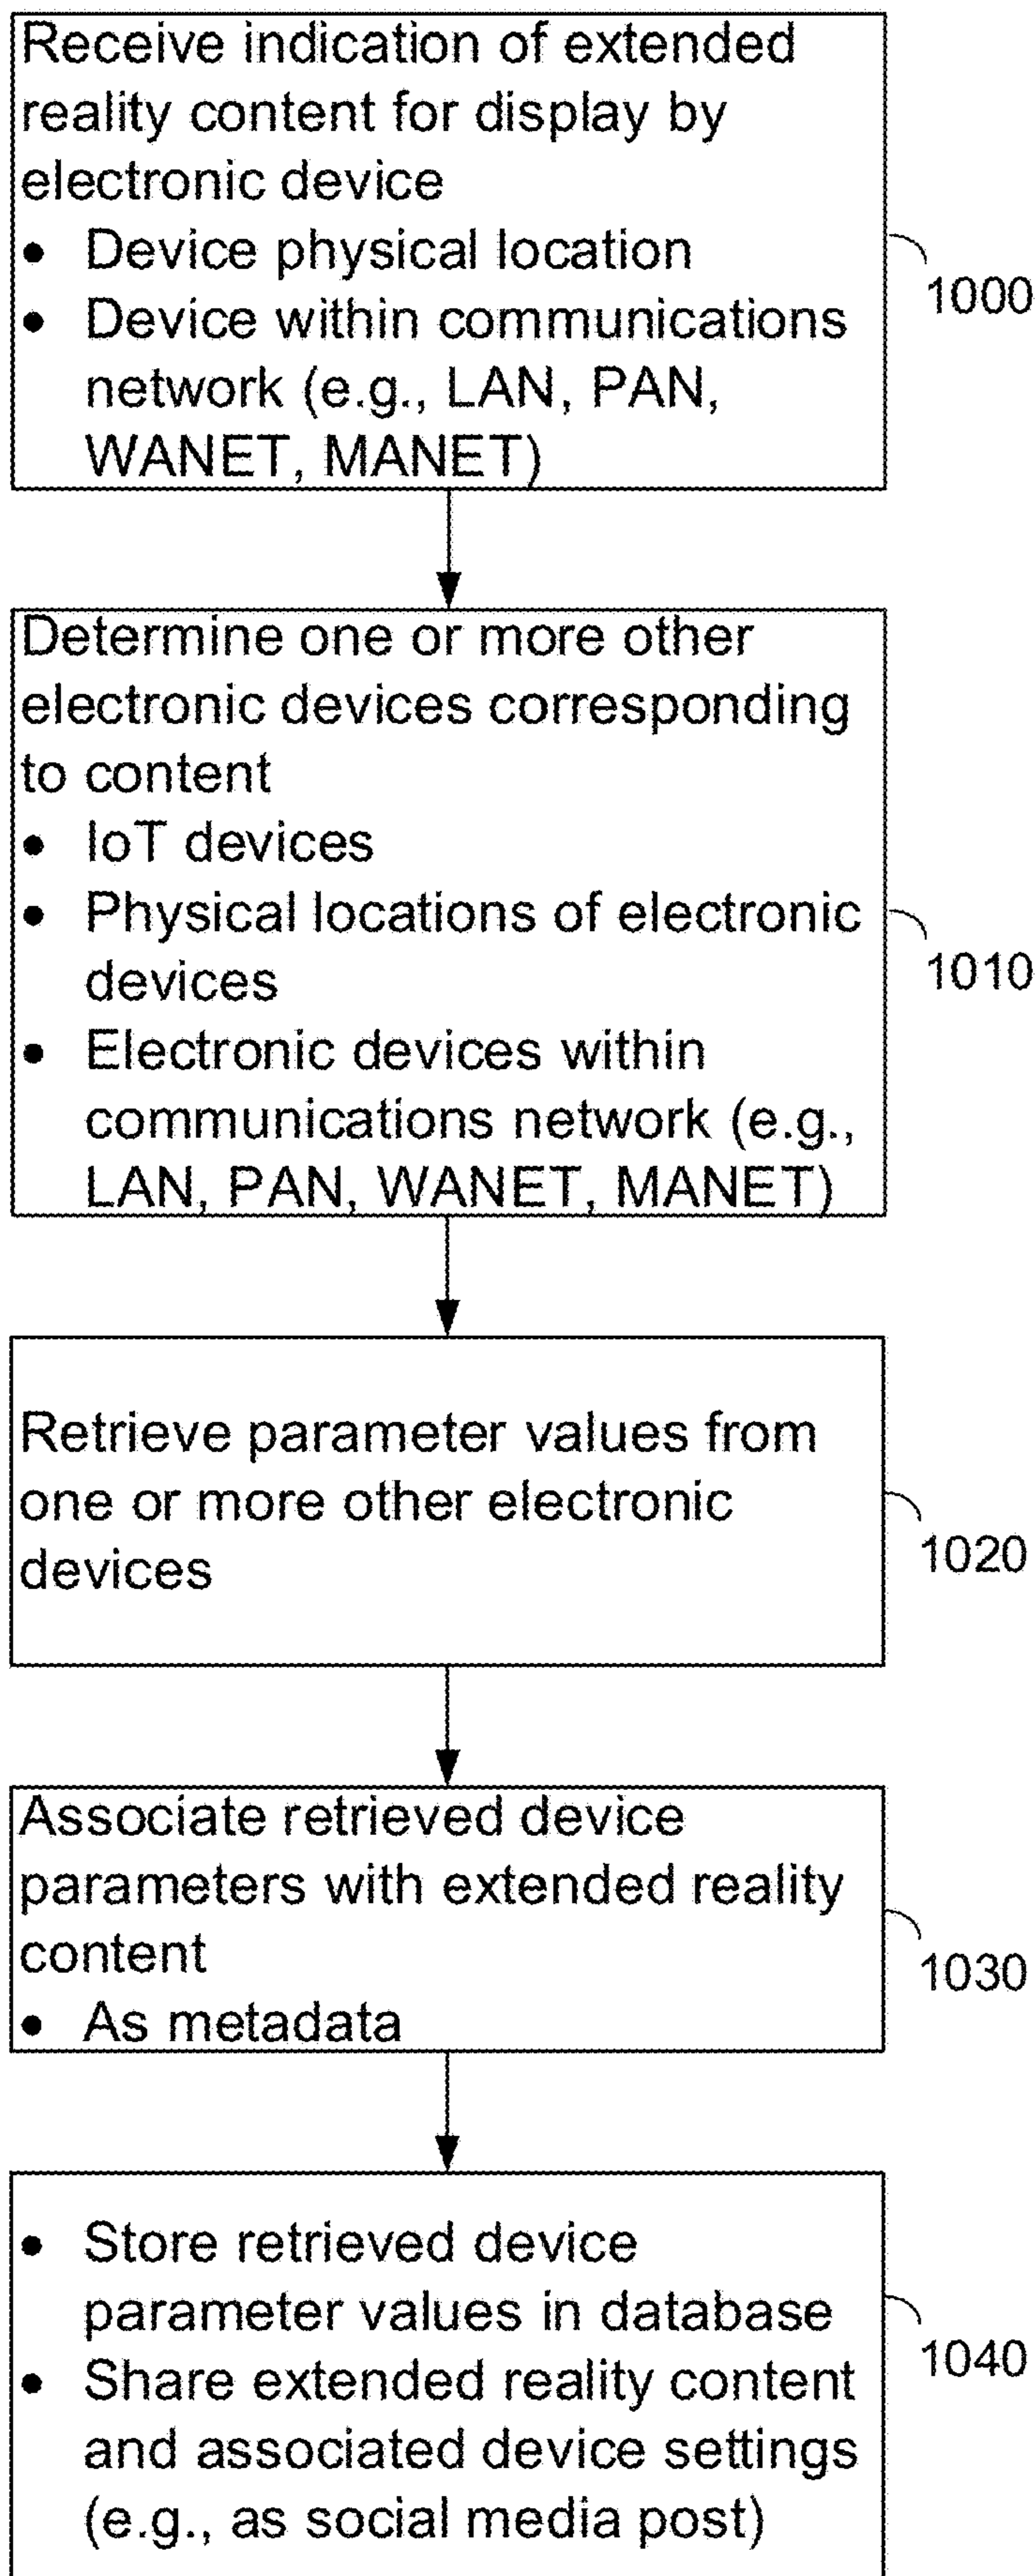 Receive indication of extended
reality content for display by
electronic device
• Device physical location
• Device within communications
network (e.g., LAN, PAN,
WANET, MANET)
1000
Determine one or more other
electronic devices corresponding
to content
• IoT devices
• Physical locations of electronic
devices
• Electronic devices within
communications network (e.g.,
LAN, PAN, WANET, MANET)
1010
Retrieve parameter values from
one or more other electronic
devices
1020
Associate retrieved device
parameters with extended reality
content
• As metadata
1030
• Store retrieved device
parameter values in database
• Share extended reality content
and associated device settings
(e.g., as social media post)
1040